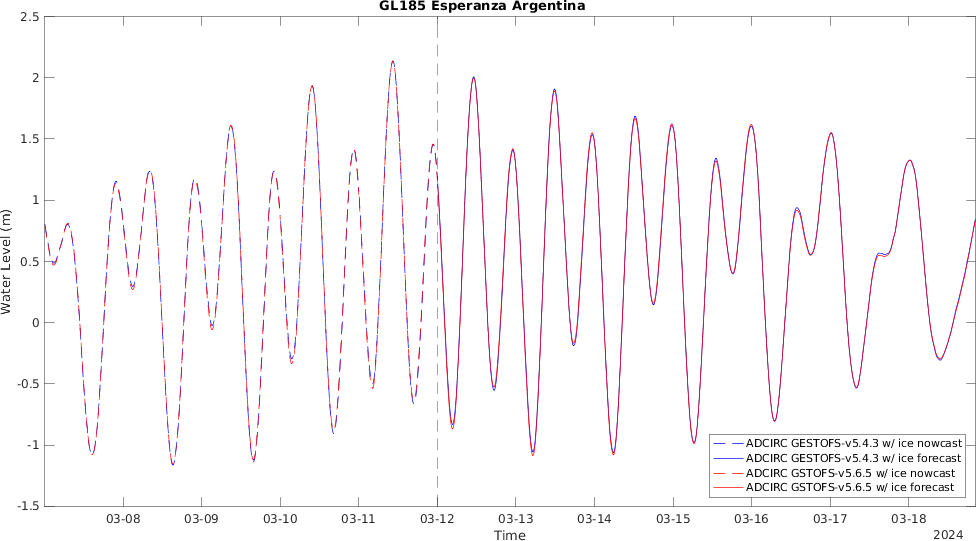 GL185 Esperanza Argentina
2.5
2
1.5
1
0.5
0
-0.5
-1
-1.5
Water Level (m)
ADCIRC GESTOFS-v5.4.3 w/ ice nowcast
ADCIRC GESTOFS-v5.4.3 w/ ice forecast
ADCIRC GSTOFS-v5.6.5 w/ ice nowcast
ADCIRC GSTOFS-v5.6.5 w/ ice forecast
03-08 03-09 03-10 03-11 03-12 03-13 03-14 03-15 03-16 03-17 03-18
Time 2024